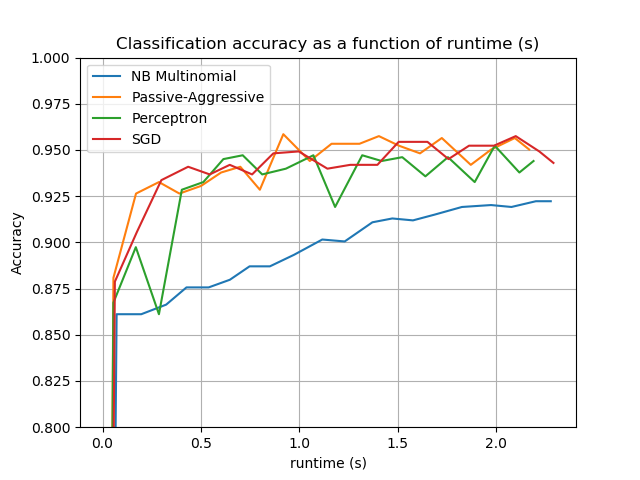 Classification accuracy as a function of runtime (s)
NB Multinomial
Passive-Aggressive
Perceptron
SGD
1.000
0.975
0.950
0.925
0.900
0.875
0.850
0.825
0.800
Accuracy
0.0 0.5 1.0 1.5 2.0
runtime (s)